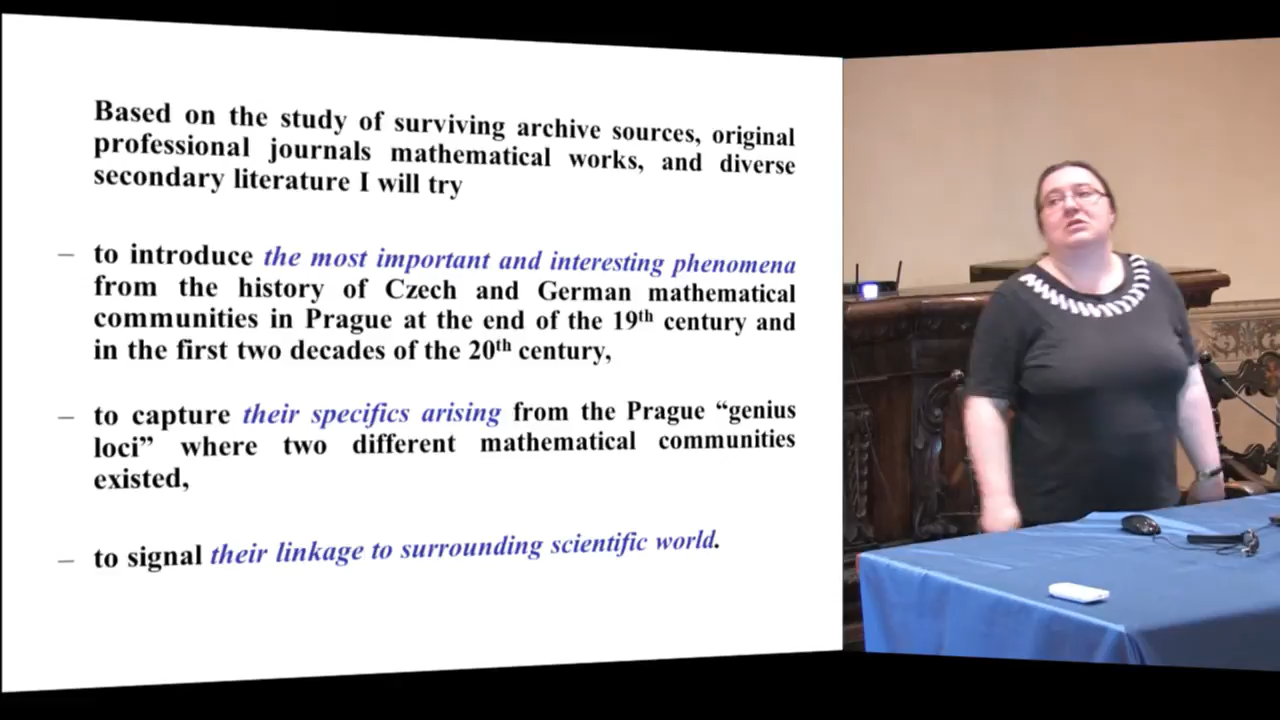 Based on the study of surviving archive sources, original
professional journals mathematical works, and diverse
secondary literature I will try
– to introduce the most important and interesting phenomena
from the history of Czech and German mathematical
communities in Prague at the end of the 19th century and
in the first two decades of the 20th century,
– to capture their specifics arising from the Prague “genius
loci” where two different mathematical communities
existed,
– to signal their linkage to surrounding scientific world.